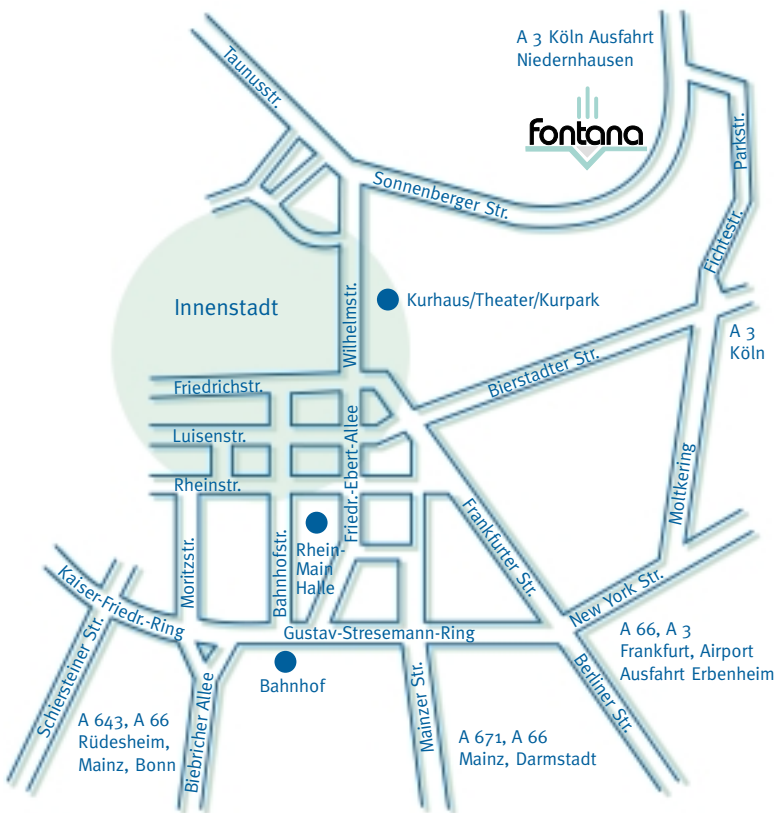 A 3 Köln Ausfahrt
Niedernhausen
Taunusstr.
fontana
Parkstr.
Sonnenberger Str.
Fichtestr.
Innenstadt
Wilhelmstr.
Kurhaus/Theater/Kurpark
A 3
Köln
Bierstadter Str.
Friedrichstr.
Luisenstr.
Friedr.-Ebert-Allee
Rheinstr.
Moltkering
Frankfurter Str.
Rhein-
Main
Halle
Moritzstr.
Bahnhofstr.
Kaiser-Friedr.-Ring
New York Str.
Gustav-Stresemann-Ring
Schiersteiner Str.
A 66, A 3
Frankfurt, Airport
Ausfahrt Erbenheim
Bahnhof
Berliner Str.
Biebricher Allee
Mainzer Str.
A 643, A 66
Rüdesheim,
Mainz, Bonn
A 671, A 66
Mainz, Darmstadt